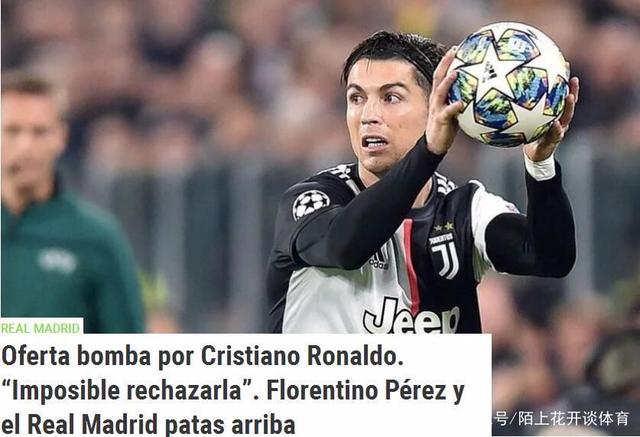 Jeep
REAL MADRID
Oferta bomba por Cristiano Ronaldo.
“Imposible rechazarla”. Florentino Pérez y
el Real Madrid patas arriba
号/陌上花开谈体育